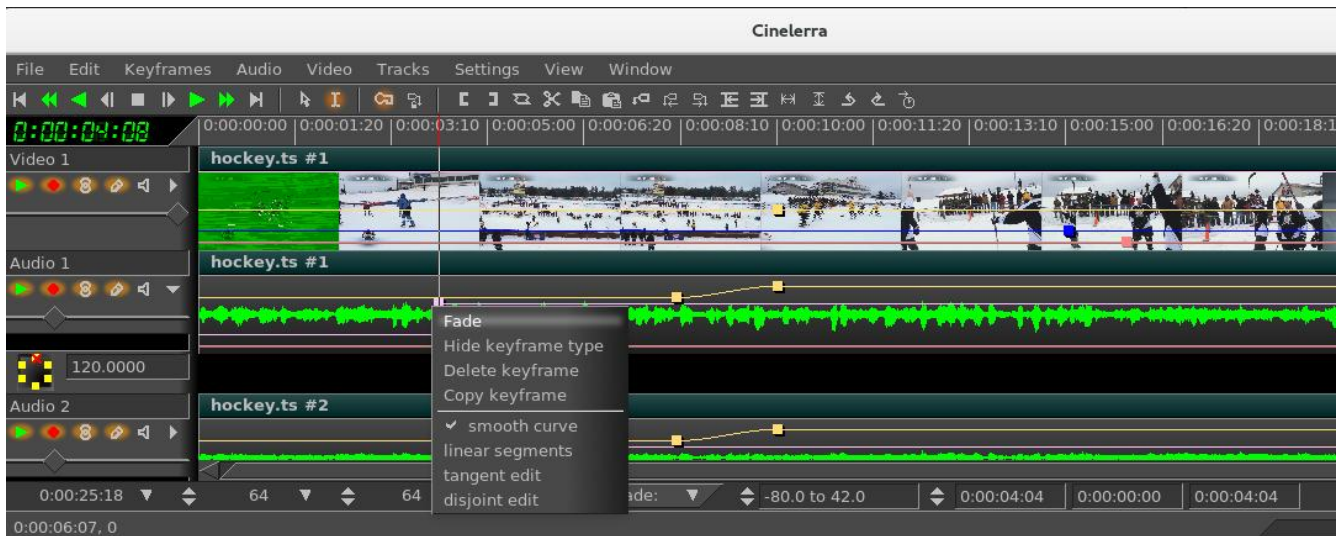 Cinelerra
File Edit Keyframes Audio Video Tracks Settings View Window
0:00:04:08 0:00:00:00 0:00:01:20 0:00:03:10 0:00:05:00 0:00:06:20 0:00:08:10 0:00:10:00 0:00:11:20 0:00:13:10 0:00:15:00 0:00:16:20 0:00:18:1
Video 1 hockey.ts #1
Audio 1 hockey.ts #1
Fade
Hide keyframe type
120.0000 Delete keyframe
Copy keyframe
Audio 2 hockey.ts #2
smooth curve
linear segments
tangent edit
0:00:25:18 64 64 disjoint edit ade: -80.0 to 42.0 0:00:04:04 0:00:00:00 0:00:04:04
0:00:06:07, 0